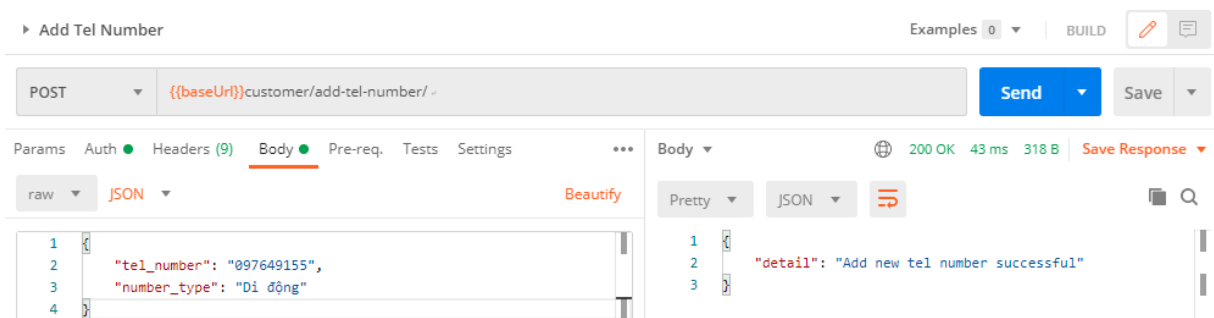 Add Tel Number Examples 0 BUILD
POST {{baseUrl}}customer/add-tel-number/ Send Save
Params Auth Headers (9) Body Pre-req. Tests Settings ••• Body 200 OK 43 ms 318 B Save Response
raw JSON Beautify Pretty JSON
1 {
2 "tel_number": "097649155",
3 "number_type": "Di động"
4 }
1 {
2 "detail": "Add new tel number successful"
3 }